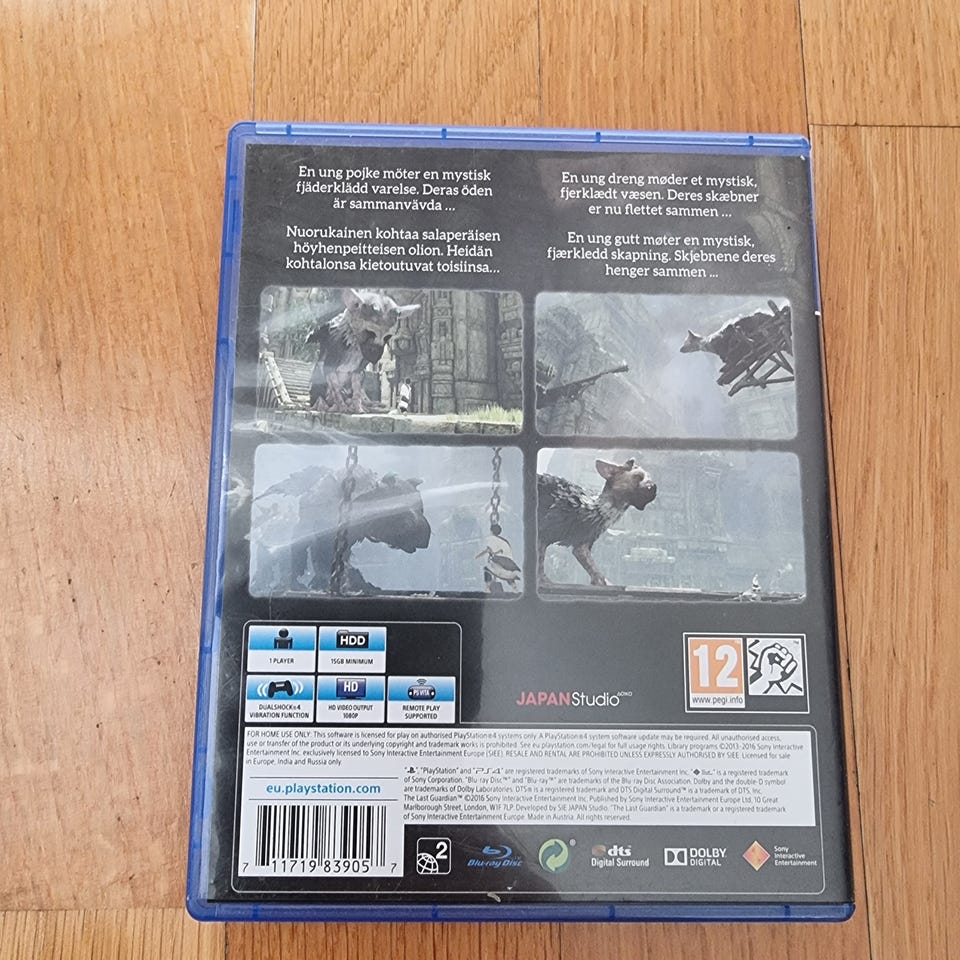 En ung pojke möter en mystisk
fjäderklädd varelse. Deras öden
är sammanvävda ...
Nuorukainen kohtaa salaperäisen
höyhenpeitteisen olion. Heidän
kohtalonsa kietoutuvat toisiinsa...
En ung dreng møder et mystisk,
fjerklædt væsen. Deres skæbner
er nu flettet sammen ...
En ung gutt møter en mystisk,
fjærkledd skapning. Skjebnene deres
henger sammen ...
1 PLAYER
HDD
15GB MINIMUM
DUALSHOCK®4
VIBRATION FUNCTION
HD
HD VIDEO OUTPUT
1080P
PS VITA
REMOTE PLAY
SUPPORTED
JAPANStudio
12
www.pegi.info
FOR HOME USE ONLY: This software is licensed for play on authorised PlayStation®4 systems only. A PlayStation®4 system software update may be required. All unauthorised access,
use or transfer of the product or its underlying copyright and trademark works is prohibited. See eu.playstation.com/legal for full usage rights. Library programs ©2013-2016 Sony Interactive
Entertainment Inc. exclusively licensed to Sony Interactive Entertainment Europe (SIEE). RESALE AND RENTAL ARE PROHIBITED UNLESS EXPRESSLY AUTHORISED BY SIEE. Licensed for sale
in Europe, India and Russia only.
"PlayStation" and "PS4" are registered trademarks of Sony Interactive Entertainment Inc. is a registered trademark
of Sony Corporation. "Blu-ray Disc™" and "Blu-ray™" are trademarks of the Blu-ray Disc Association. Dolby and the double-D symbol
are trademarks of Dolby Laboratories. DTS® is a registered trademark and DTS Digital Surround™ is a trademark of DTS, Inc.
The Last Guardian™ ©2016 Sony Interactive Entertainment Inc. Published by Sony Interactive Entertainment Europe Ltd, 10 Great
Marlborough Street, London, W1F 7LP. Developed by SIE JAPAN Studio. "The Last Guardian" is a trademark or a registered trademark
of Sony Interactive Entertainment Europe. Made in Austria. All rights reserved.
eu.playstation.com
7 11719 83905 7
2
Blu-ray Disc
dts
Digital Surround
DOLBY
DIGITAL
Sony
Interactive
Entertainment